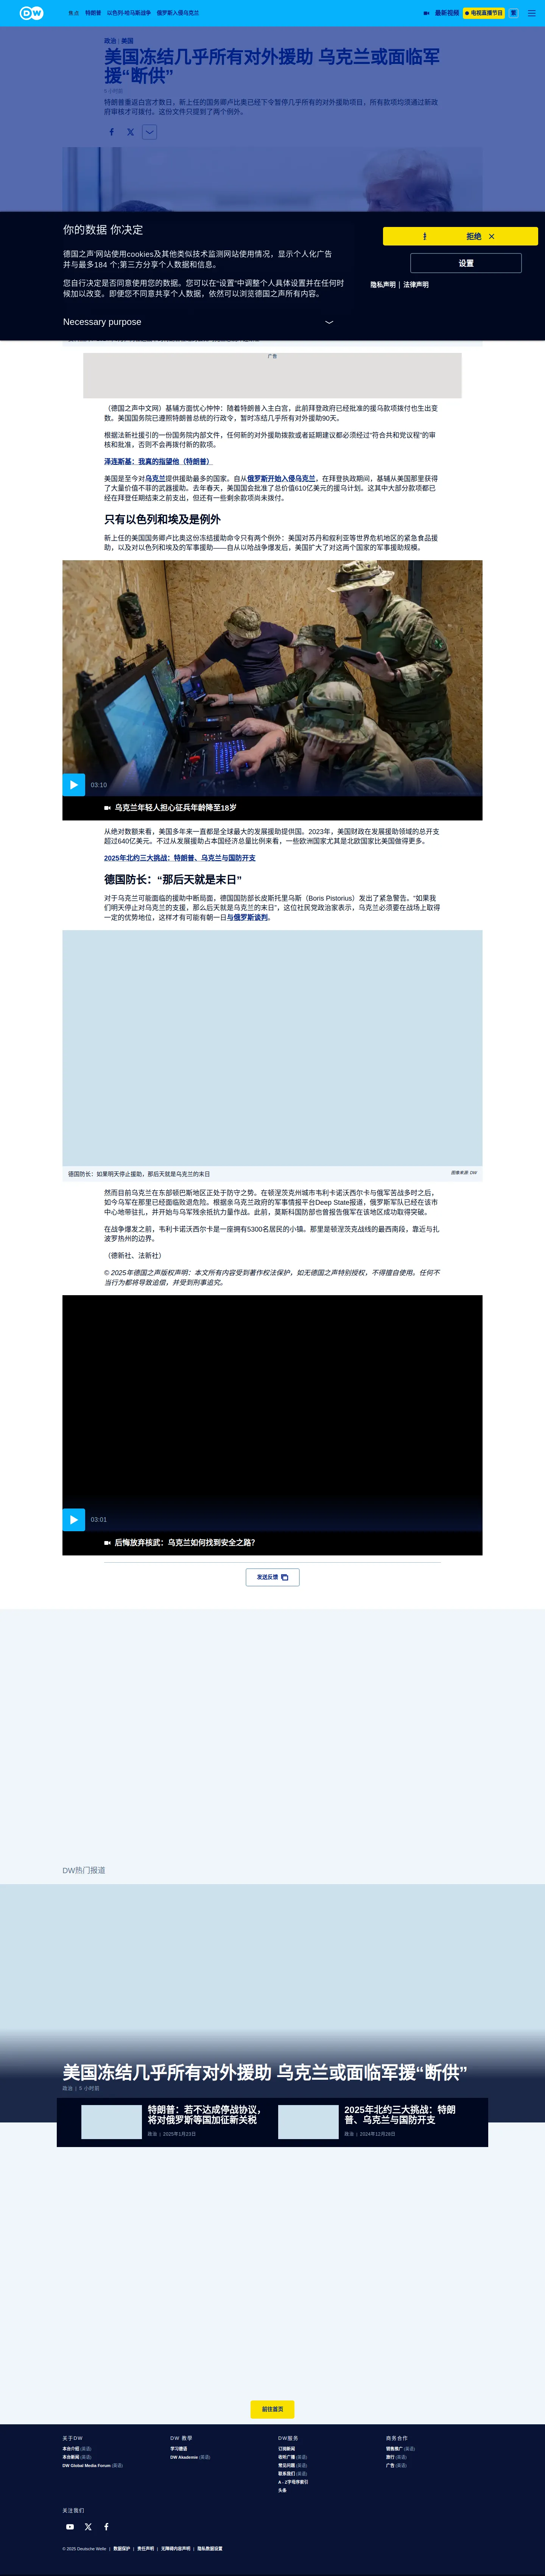 DW
焦点
特朗普
以色列-哈马斯战争
俄罗斯入侵乌克兰
最新视频
电视直播节目
政治 | 美国
美国冻结几乎所有对外援助 乌克兰或面临军
援“断供”
5 小时前
特朗普重返白宫才数日，新上任的国务卿卢比奥已经下令暂停几乎所有的对外援助项目，所有款项均须通过新政
府审核才可拨付。这份文件只提到了两个例外。
你的数据 你决定
德国之声'网站使用cookies及其他类似技术监测网站使用情况，显示个人化广告
并与最多184 个;第三方分享个人数据和信息。
您自行决定是否同意使用您的数据。您可以在“设置”中调整个人具体设置并在任何时
候加以改变。即便您不同意共享个人数据，依然可以浏览德国之声所有内容。
Necessary purpose
拒绝
设置
隐私声明 | 法律声明
广告
（德国之声中文网）基辅方面忧心忡忡：随着特朗普入主白宫，此前拜登政府已经批准的援乌款项拨付也生出变
数。美国国务院已遵照特朗普总统的行政令，暂时冻结几乎所有对外援助90天。
根据法新社援引的一份国务院内部文件，任何新的对外援助拨款或者延期建议都必须经过“符合共和党议程”的审
核和批准，否则不会再拨付新的款项。
泽连斯基：我真的指望他（特朗普）
美国是至今对乌克兰提供援助最多的国家。自从俄罗斯开始入侵乌克兰，在拜登执政期间，基辅从美国那里获得
了大量价值不菲的武器援助。去年春天，美国国会批准了总价值610亿美元的援乌计划。这其中大部分款项都已
经在拜登任期结束之前支出，但还有一些剩余款项尚未拨付。
只有以色列和埃及是例外
新上任的美国国务卿卢比奥这份冻结援助命令只有两个例外：美国对苏丹和叙利亚等世界危机地区的紧急食品援
助，以及对以色列和埃及的军事援助——自从以哈战争爆发后，美国扩大了对这两个国家的军事援助规模。
03:10
乌克兰年轻人担心征兵年龄降至18岁
从绝对数额来看，美国多年来一直都是全球最大的发展援助提供国。2023年，美国财政在发展援助领域的总开支
超过640亿美元。不过从发展援助占本国经济总量比例来看，一些欧洲国家尤其是北欧国家比美国做得更多。
2025年北约三大挑战：特朗普、乌克兰与国防开支
德国防长：“那后天就是末日”
对于乌克兰可能面临的援助中断局面，德国国防部长皮斯托里乌斯（Boris Pistorius）发出了紧急警告。“如果我
们明天停止对乌克兰的支援，那么后天就是乌克兰的末日”，这位社民党政治家表示，乌克兰必须要在战场上取得
一定的优势地位，这样才有可能有朝一日与俄罗斯谈判。
德国防长：如果明天停止援助，那后天就是乌克兰的末日
图像来源: DW
然而目前乌克兰在东部顿巴斯地区正处于防守之势。在顿涅茨克州城市韦利卡诺沃西尔卡与俄军苦战多时之后，
如今乌军在那里已经面临败退危险。根据亲乌克兰政府的军事情报平台Deep State报道，俄罗斯军队已经在该市
中心地带驻扎，并开始与乌军残余抵抗力量作战。此前，莫斯科国防部也曾报告俄军在该地区成功取得突破。
在战争爆发之前，韦利卡诺沃西尔卡是一座拥有5300名居民的小镇。那里是顿涅茨克战线的最西南段，靠近与扎
波罗热州的边界。
（德新社、法新社）
© 2025年德国之声版权声明：本文所有内容受到著作权法保护，如无德国之声特别授权，不得擅自使用。任何不
当行为都将导致追偿，并受到刑事追究。
03:01
后悔放弃核武：乌克兰如何找到安全之路？
发送反馈
DW热门报道
美国冻结几乎所有对外援助 乌克兰或面临军援“断供”
政治 | 5 小时前
特朗普：若不达成停战协议，
将对俄罗斯等国加征新关税
政治 | 2025年1月23日
2025年北约三大挑战：特朗
普、乌克兰与国防开支
政治 | 2024年12月28日
前往首页
关于DW
本台介绍 (英语)
本台新闻 (英语)
DW Global Media Forum (英语)
DW 教學
学习德语
DW Akademie (英语)
DW服务
订阅新闻
收听广播 (英语)
常见问题 (英语)
联系我们 (英语)
A - Z字母序索引
头条
商务合作
销售推广 (英语)
旅行 (英语)
广告 (英语)
关注我们
© 2025 Deutsche Welle | 数据保护 | 责任声明 | 无障碍内容声明 | 隐私数据设置